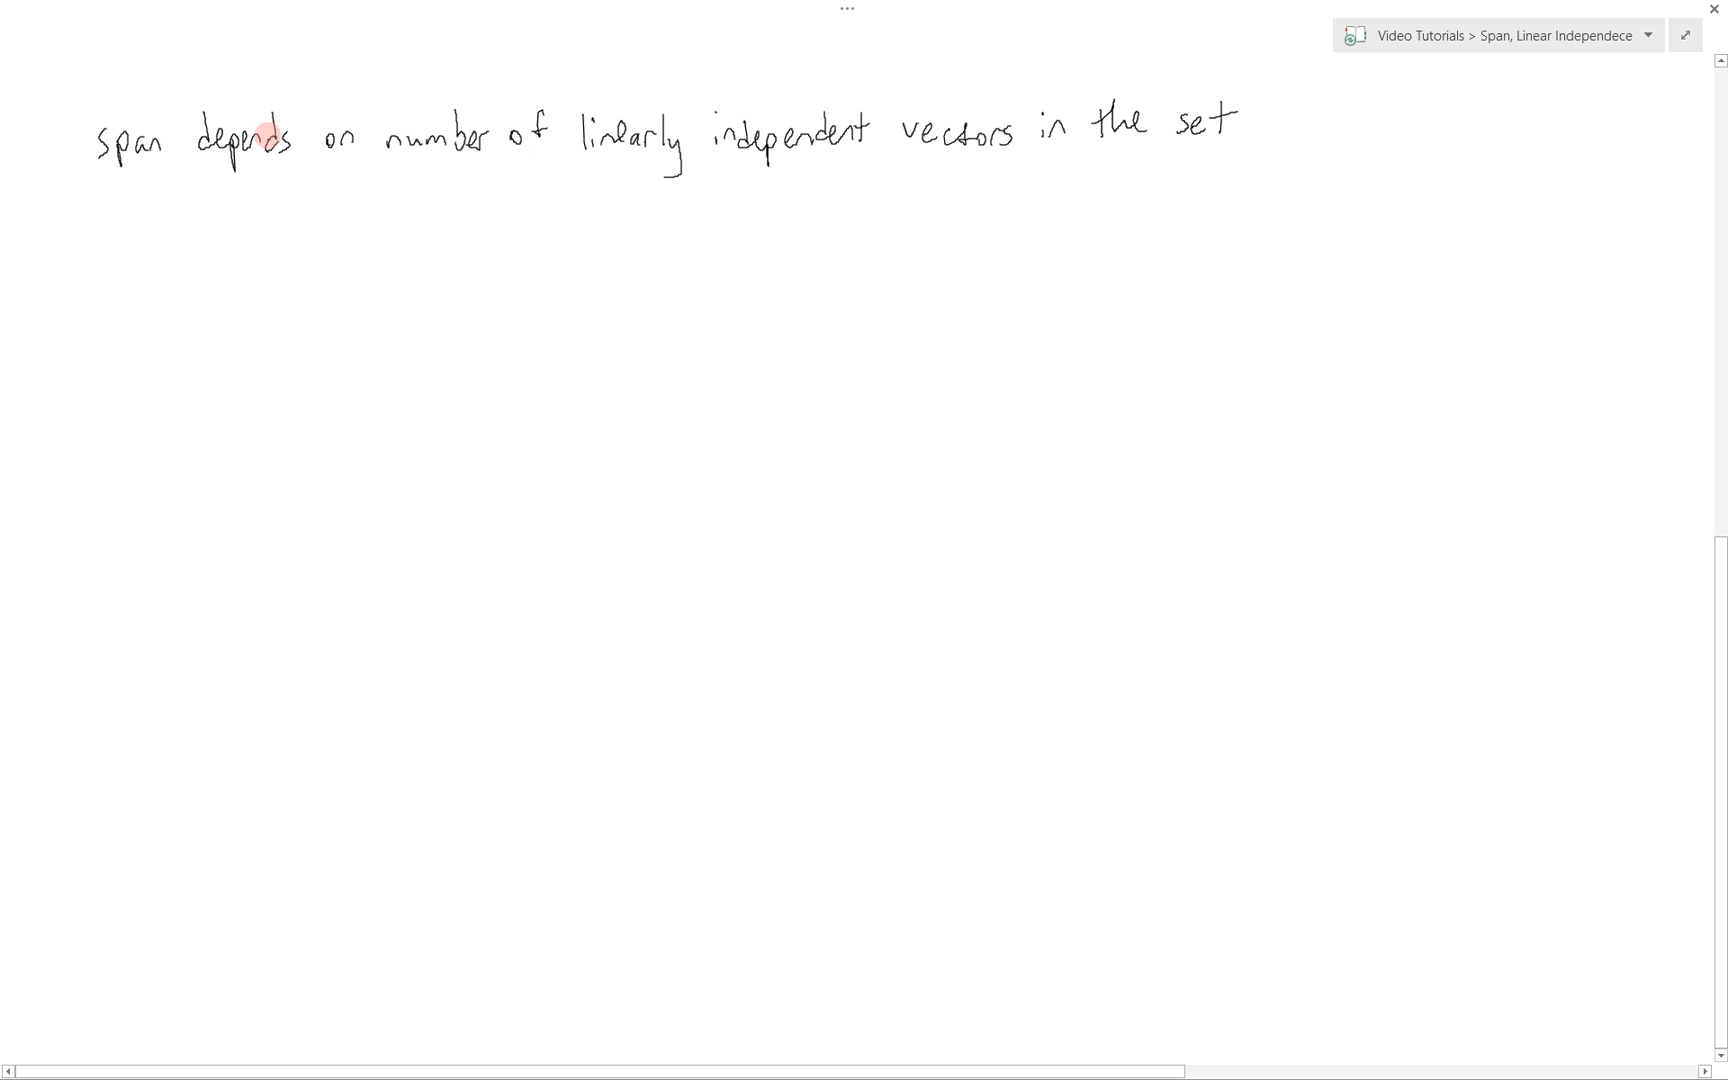 ...
Video Tutorials > Span, Linear Independece
span depends on number of linearly independent vectors in the set